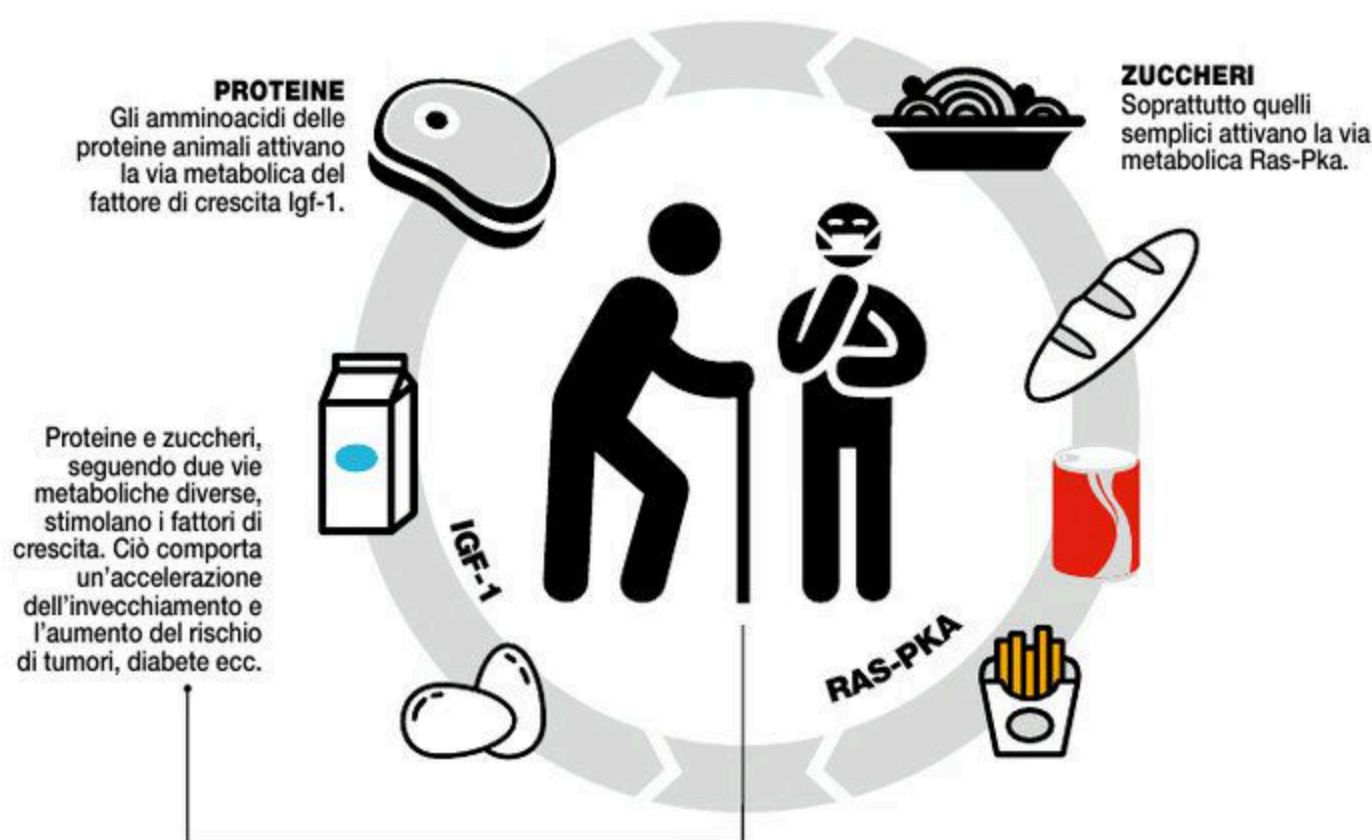 PROTEINE
Gli amminoacidi delle
proteine animali attivano
la via metabolica del
fattore di crescita Igf-1.
ZUCCHERI
Soprattutto quelli
semplici attivano la via
metabolica Ras-Pka.
Proteine e zuccheri,
seguendo due vie
metaboliche diverse,
stimolano i fattori di
crescita. Ciò comporta
un'accelerazione
dell'invecchiamento e
l'aumento del rischio
di tumori, diabete ecc.
IGF-1
RAS-PKA